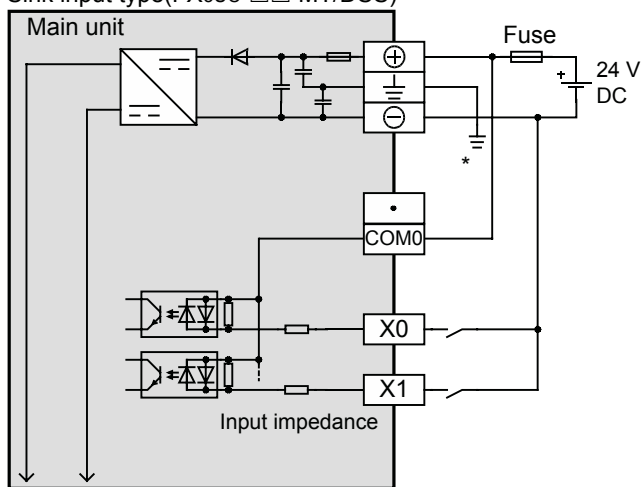 Main unit
Fuse
+
24 V
DC
*
COM0
X0
X1
Input impedance